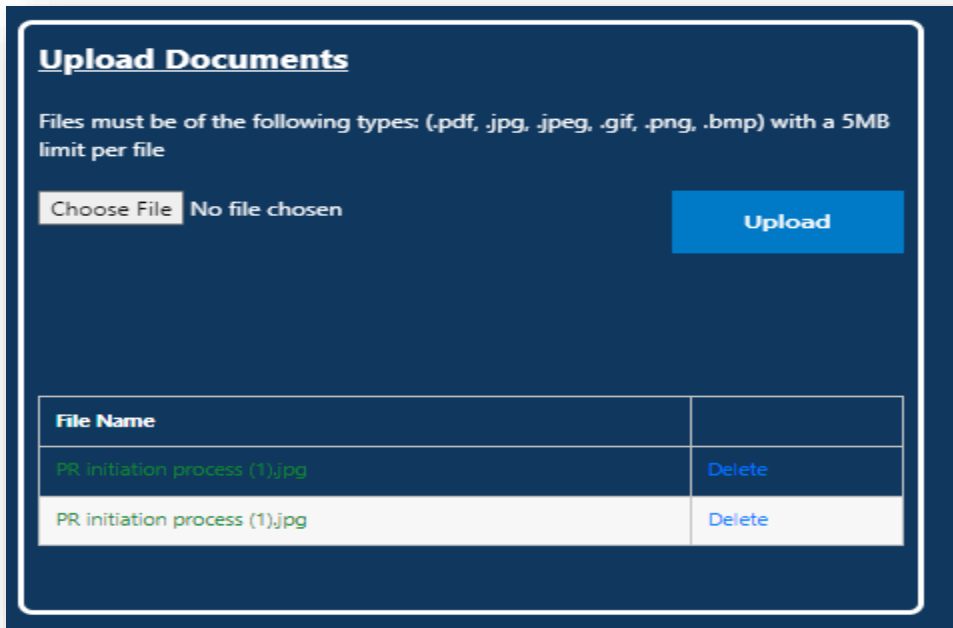 Upload Documents
Files must be of the following types: (.pdf, .jpg, .jpeg, .gif, .png, .bmp) with a 5MB
limit per file
Choose File No file chosen
Upload
File Name
PR initiation process (1).jpg Delete
PR initiation process (1).jpg Delete